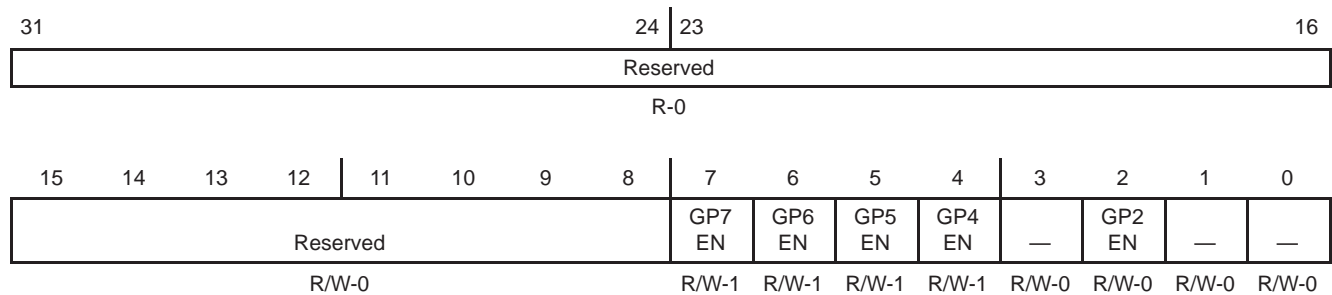 31 24 23 16
Reserved
R-0
15 14 13 12 11 10 9 8 7 6 5 4 3 2 1 0
GP7 GP6 GP5 GP4 GP2
Reserved EN EN EN EN — EN — —
R/W-0 R/W-1 R/W-1 R/W-1 R/W-1 R/W-0 R/W-0 R/W-0 R/W-0